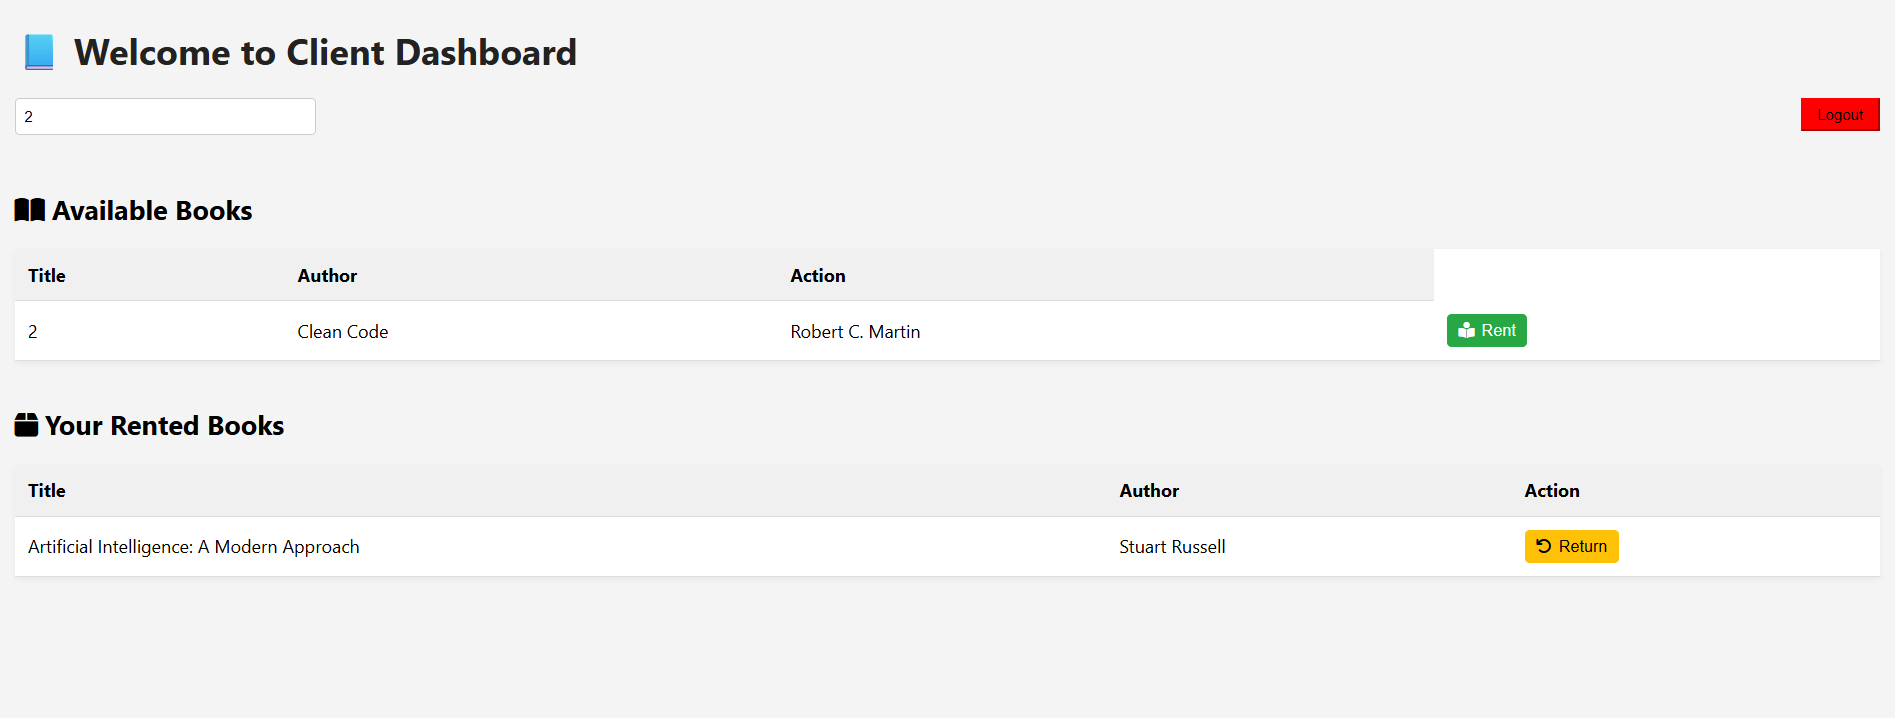 Welcome to Client Dashboard
2
Logout
Available Books
Title Author Action
2 Clean Code Robert C. Martin Rent
Your Rented Books
Title Author Action
Artificial Intelligence: A Modern Approach Stuart Russell Return